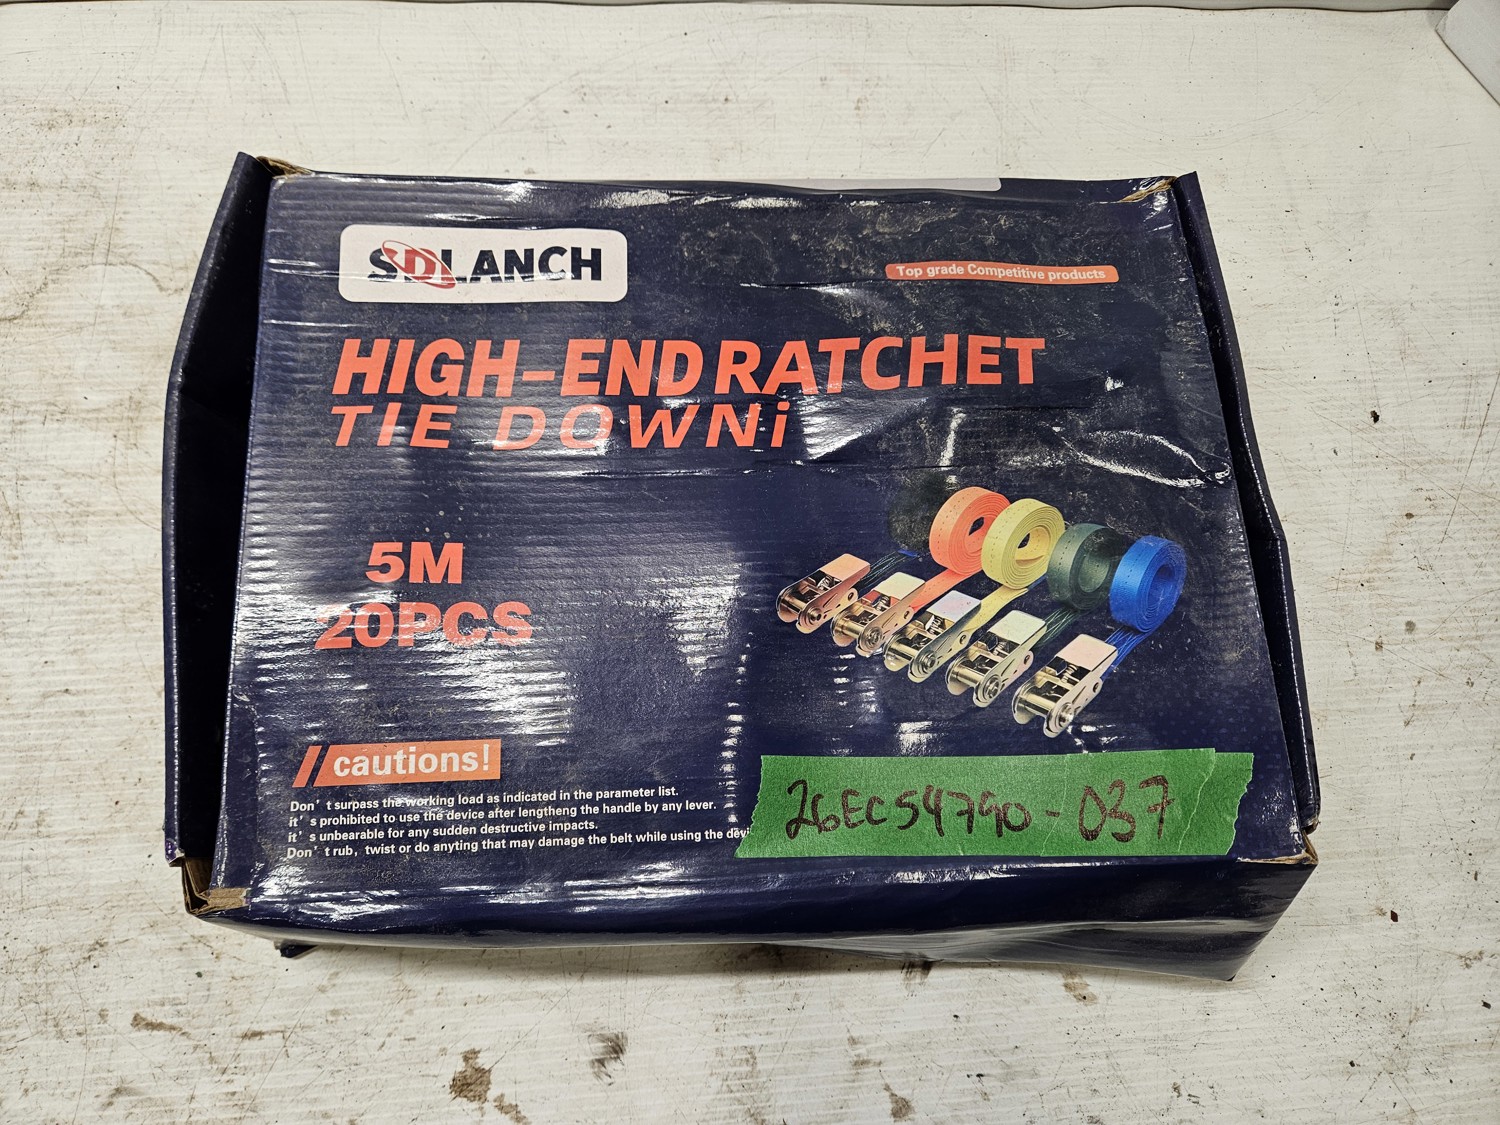 SDLANCH
Top grade Competitive products
HIGH-END RATCHET
TIE DOWNi
5M
20PCS
//cautions!
Don't surpass the working load as indicated in the parameter list.
it's prohibited to use the device after lengtheng the handle by any lever.
it's unbearable for any sudden destructive impacts.
Don't rub, twist or do anyting that may damage the belt while using the devi
26ECS4790-037